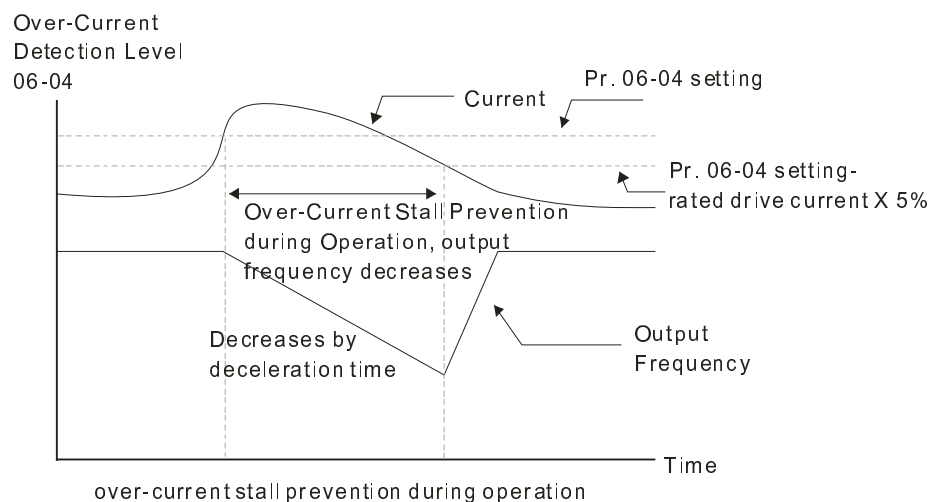 Over-Current
Detection Level
06-04
Pr. 06-04 setting
Current
Pr. 06-04 setting-
rated drive current X 5%
Over-Current Stall Prevention
during Operation, output
frequency decreases
Decreases by
deceleration time
Output
Frequency
Time
over-current stall prevention during operation